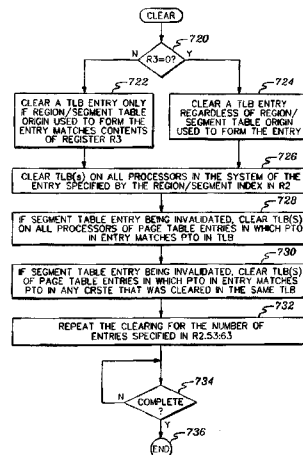 CLEAR
720
R3=0?
N
Y
722
724
CLEAR A TLB ENTRY ONLY
IF REGION/SEGMENT TABLE
ORIGIN USED TO FORM THE
ENTRY MATCHES CONTENTS
OF REGISTER R3
CLEAR A TLB ENTRY
REGARDLESS OF REGION/
SEGMENT TABLE ORIGIN
USED TO FORM THE ENTRY
726
CLEAR TLB(S) ON ALL PROCESSORS IN THE SYSTEM OF THE
ENTRY SPECIFIED BY THE REGION/SEGMENT INDEX IN R2
728
IF SEGMENT TABLE ENTRY BEING INVALIDATED, CLEAR TLB(S)
ON ALL PROCESSORS OF PAGE TABLE ENTRIES IN WHICH PTO
IN ENTRY MATCHES PTO IN TLB
730
IF SEGMENT TABLE ENTRY BEING INVALIDATED, CLEAR TLB(S)
OF PAGE TABLE ENTRIES IN WHICH PTO IN ENTRY MATCHES
PTO IN ANY CRSTE THAT WAS CLEARED IN THE SAME TLB
732
REPEAT THE CLEARING FOR THE NUMBER OF
ENTRIES SPECIFIED IN R2.53:63
734
N
COMPLETE
?
Y
END
736